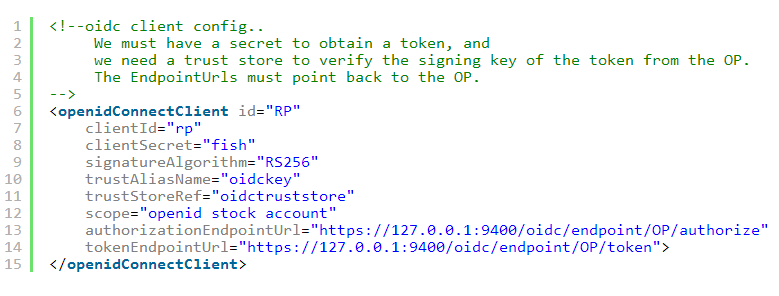 1 <!--oidc client config..
2 We must have a secret to obtain a token, and
3 we need a trust store to verify the signing key of the token from the OP.
4 The EndpointUrls must point back to the OP.
5 -->
6 <openidConnectClient id="RP"
7 clientId="rp"
8 clientSecret="fish"
9 signatureAlgorithm="RS256"
10 trustAliasName="oidckey"
11 trustStoreRef="oidctruststore"
12 scope="openid stock account"
13 authorizationEndpointUrl="https://127.0.0.1:9400/oidc/endpoint/OP/authorize"
14 tokenEndpointUrl="https://127.0.0.1:9400/oidc/endpoint/OP/token">
15 </openidConnectClient>